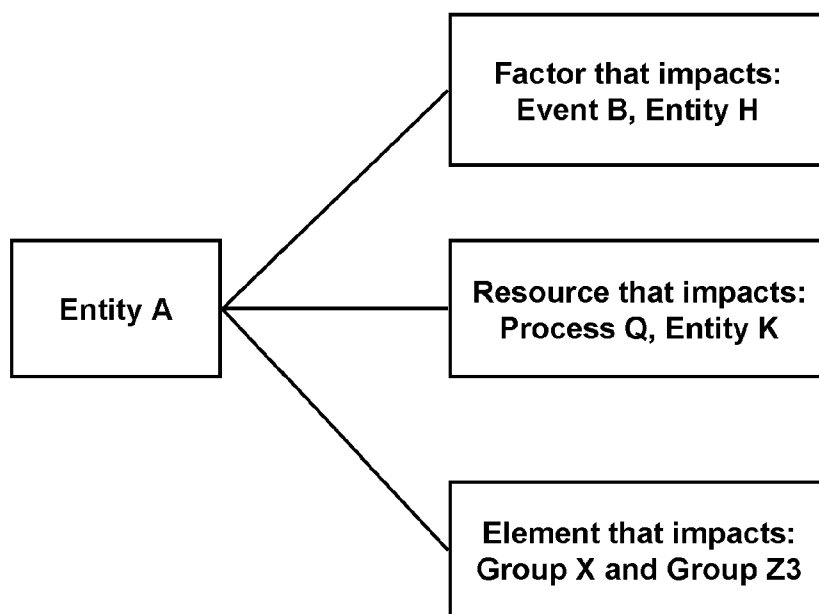 Factor that impacts:
Event B, Entity H
Entity A
Resource that impacts:
Process Q, Entity K
Element that impacts:
Group X and Group Z3